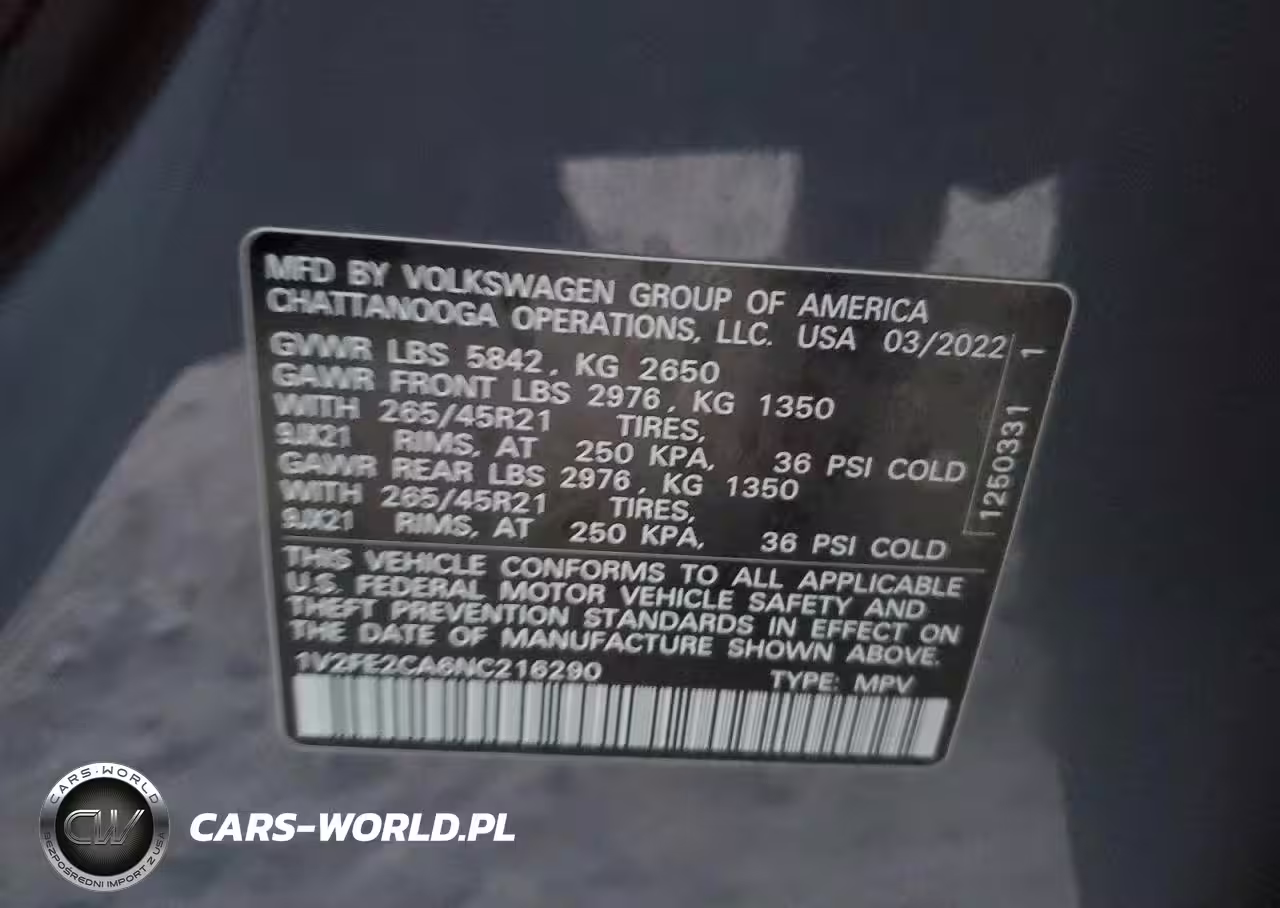 MFD BY VOLKSWAGEN GROUP OF AMERICA
CHATTANOOGA OPERATIONS, LLC. USA 03/2022
GVWR LBS 5842, KG 2650
GAWR FRONT LBS 2976, KG 1350
WITH 265/45R21 TIRES,
9JX21 RIMS, AT 250 KPA, 36 PSI COLD
GAWR REAR LBS 2976, KG 1350
WITH 265/45R21 TIRES,
9JX21 RIMS, AT 250 KPA, 36 PSI COLD
1250331 1
THIS VEHICLE CONFORMS TO ALL APPLICABLE
U.S. FEDERAL MOTOR VEHICLE SAFETY AND
THEFT PREVENTION STANDARDS IN EFFECT ON
THE DATE OF MANUFACTURE SHOWN ABOVE.
1V2FE2CA6NC216290 TYPE: MPV
CARS-WORLD
CW
BEZPOŚREDNI IMPORT Z USA
CARS-WORLD.PL